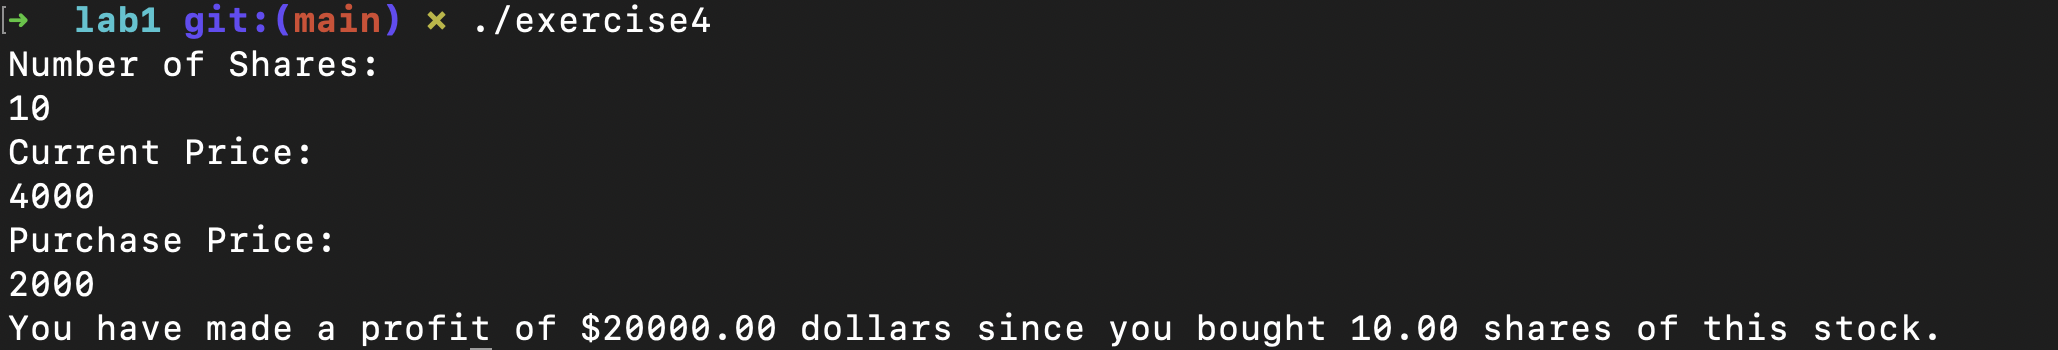 ➜ lab1 git:(main) ✗ ./exercise4
Number of Shares:
10
Current Price:
4000
Purchase Price:
2000
You have made a profit of $20000.00 dollars since you bought 10.00 shares of this stock.